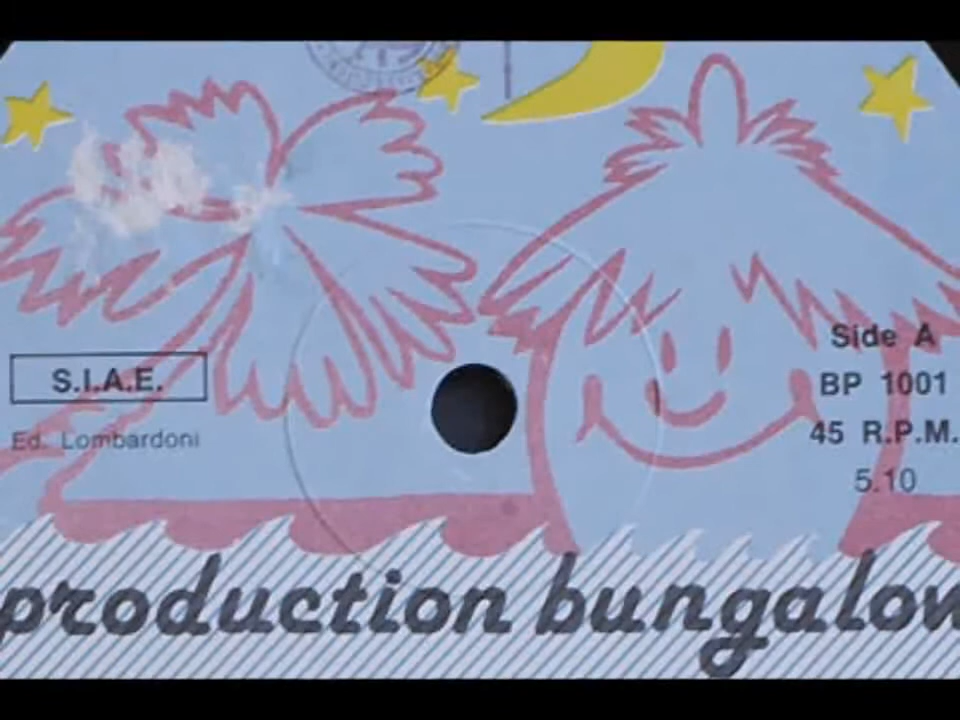 S.I.A.E.
Ed. Lombardoni
Side A
BP 1001
45 R.P.M.
5.10
production bungalow